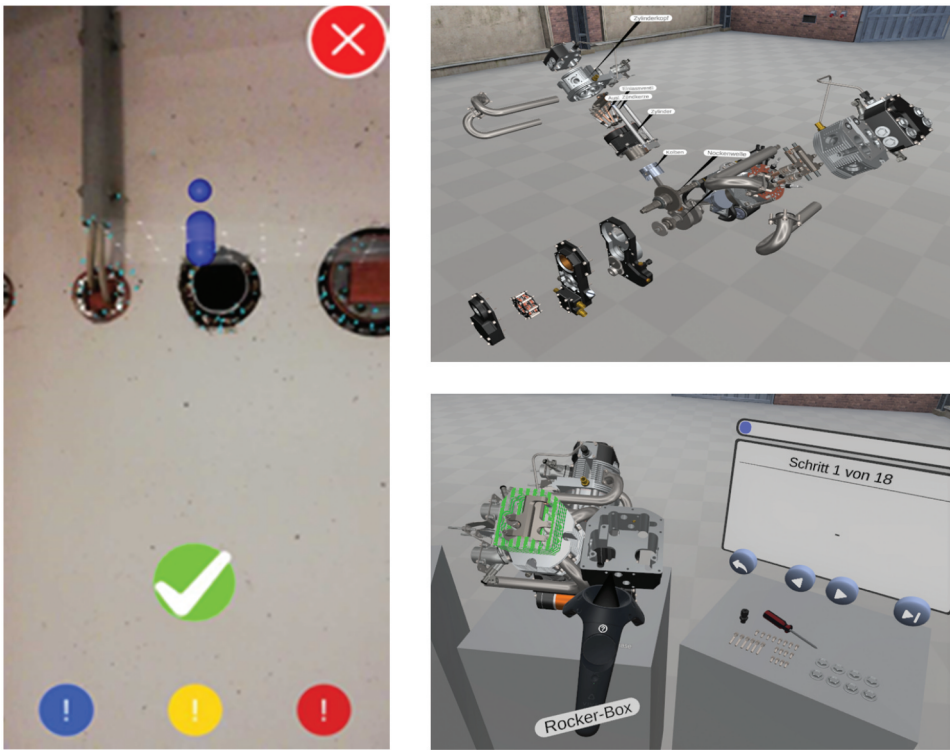 !
!
!
Zylinderkopf
Zylinder
Kolben
Nockenwelle
Schritt 1 von 18
Rocker-Box